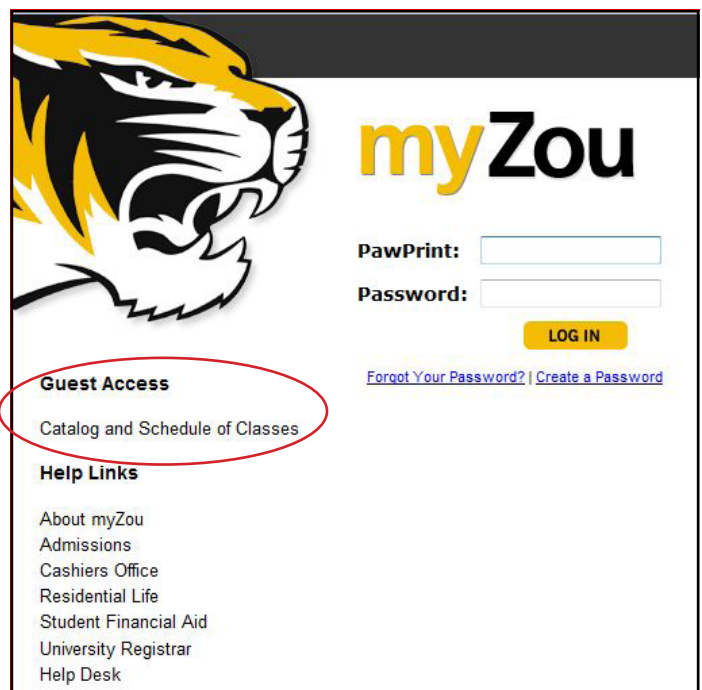 myZou
PawPrint:
Password:
LOG IN
Forgot Your Password? | Create a Password
Guest Access
Catalog and Schedule of Classes
Help Links
About myZou
Admissions
Cashiers Office
Residential Life
Student Financial Aid
University Registrar
Help Desk